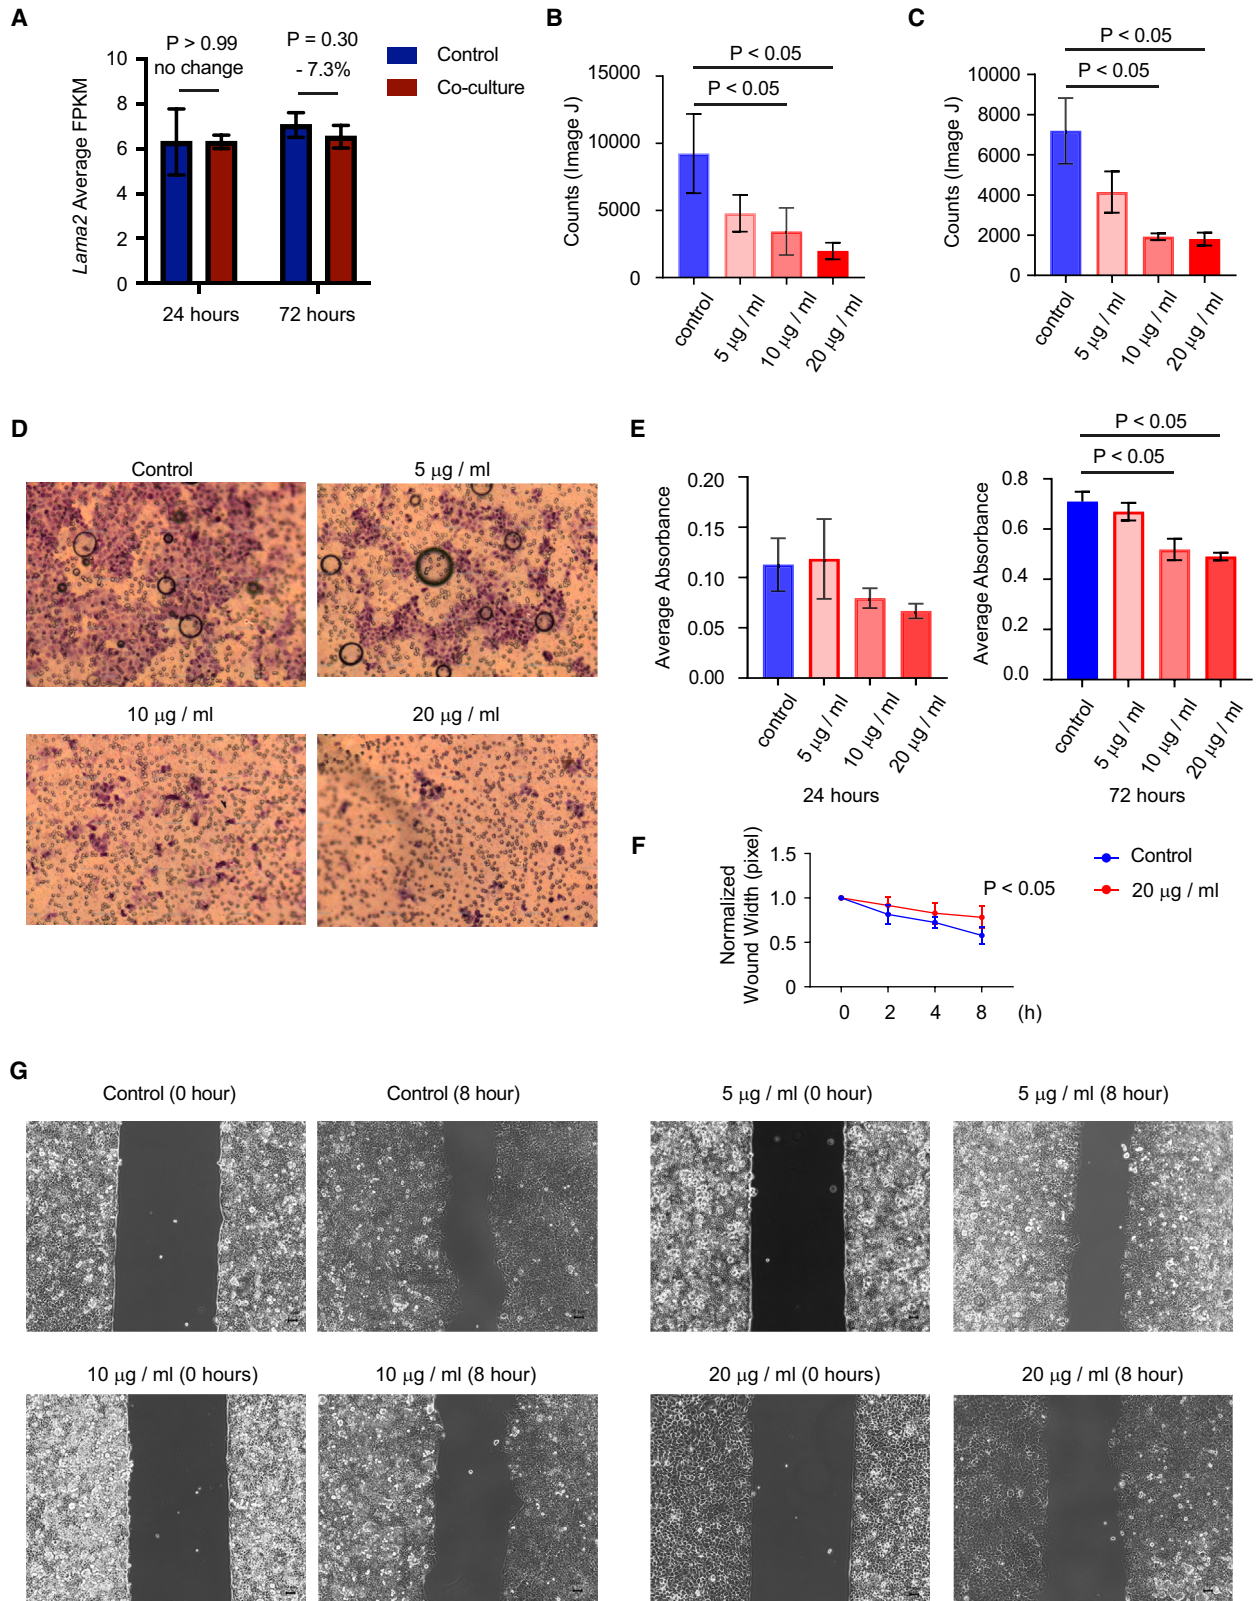 A
P > 0.99
no change
P = 0.30
- 7.3%
Control
Co-culture
Lama2 Average FPKM
10
8
6
4
2
0
24 hours
72 hours
B
P < 0.05
P < 0.05
Counts (Image J)
15000
10000
5000
0
control
5 μg / ml
10 μg / ml
20 μg / ml
C
P < 0.05
P < 0.05
Counts (Image J)
10000
8000
6000
4000
2000
0
control
5 μg / ml
10 μg / ml
20 μg / ml
D
Control
5 μg / ml
10 μg / ml
20 μg / ml
E
Average Absorbance
0.20
0.15
0.10
0.05
0.00
control
5 μg / ml
10 μg / ml
20 μg / ml
24 hours
P < 0.05
P < 0.05
Average Absorbance
0.8
0.6
0.4
0.2
0.0
control
5 μg / ml
10 μg / ml
20 μg / ml
72 hours
F
Normalized
Wound Width (pixel)
1.5
1.0
0.5
0
0 2 4 8 (h)
P < 0.05
Control
20 μg / ml
G
Control (0 hour)
Control (8 hour)
5 μg / ml (0 hour)
5 μg / ml (8 hour)
10 μg / ml (0 hours)
10 μg / ml (8 hour)
20 μg / ml (0 hours)
20 μg / ml (8 hour)